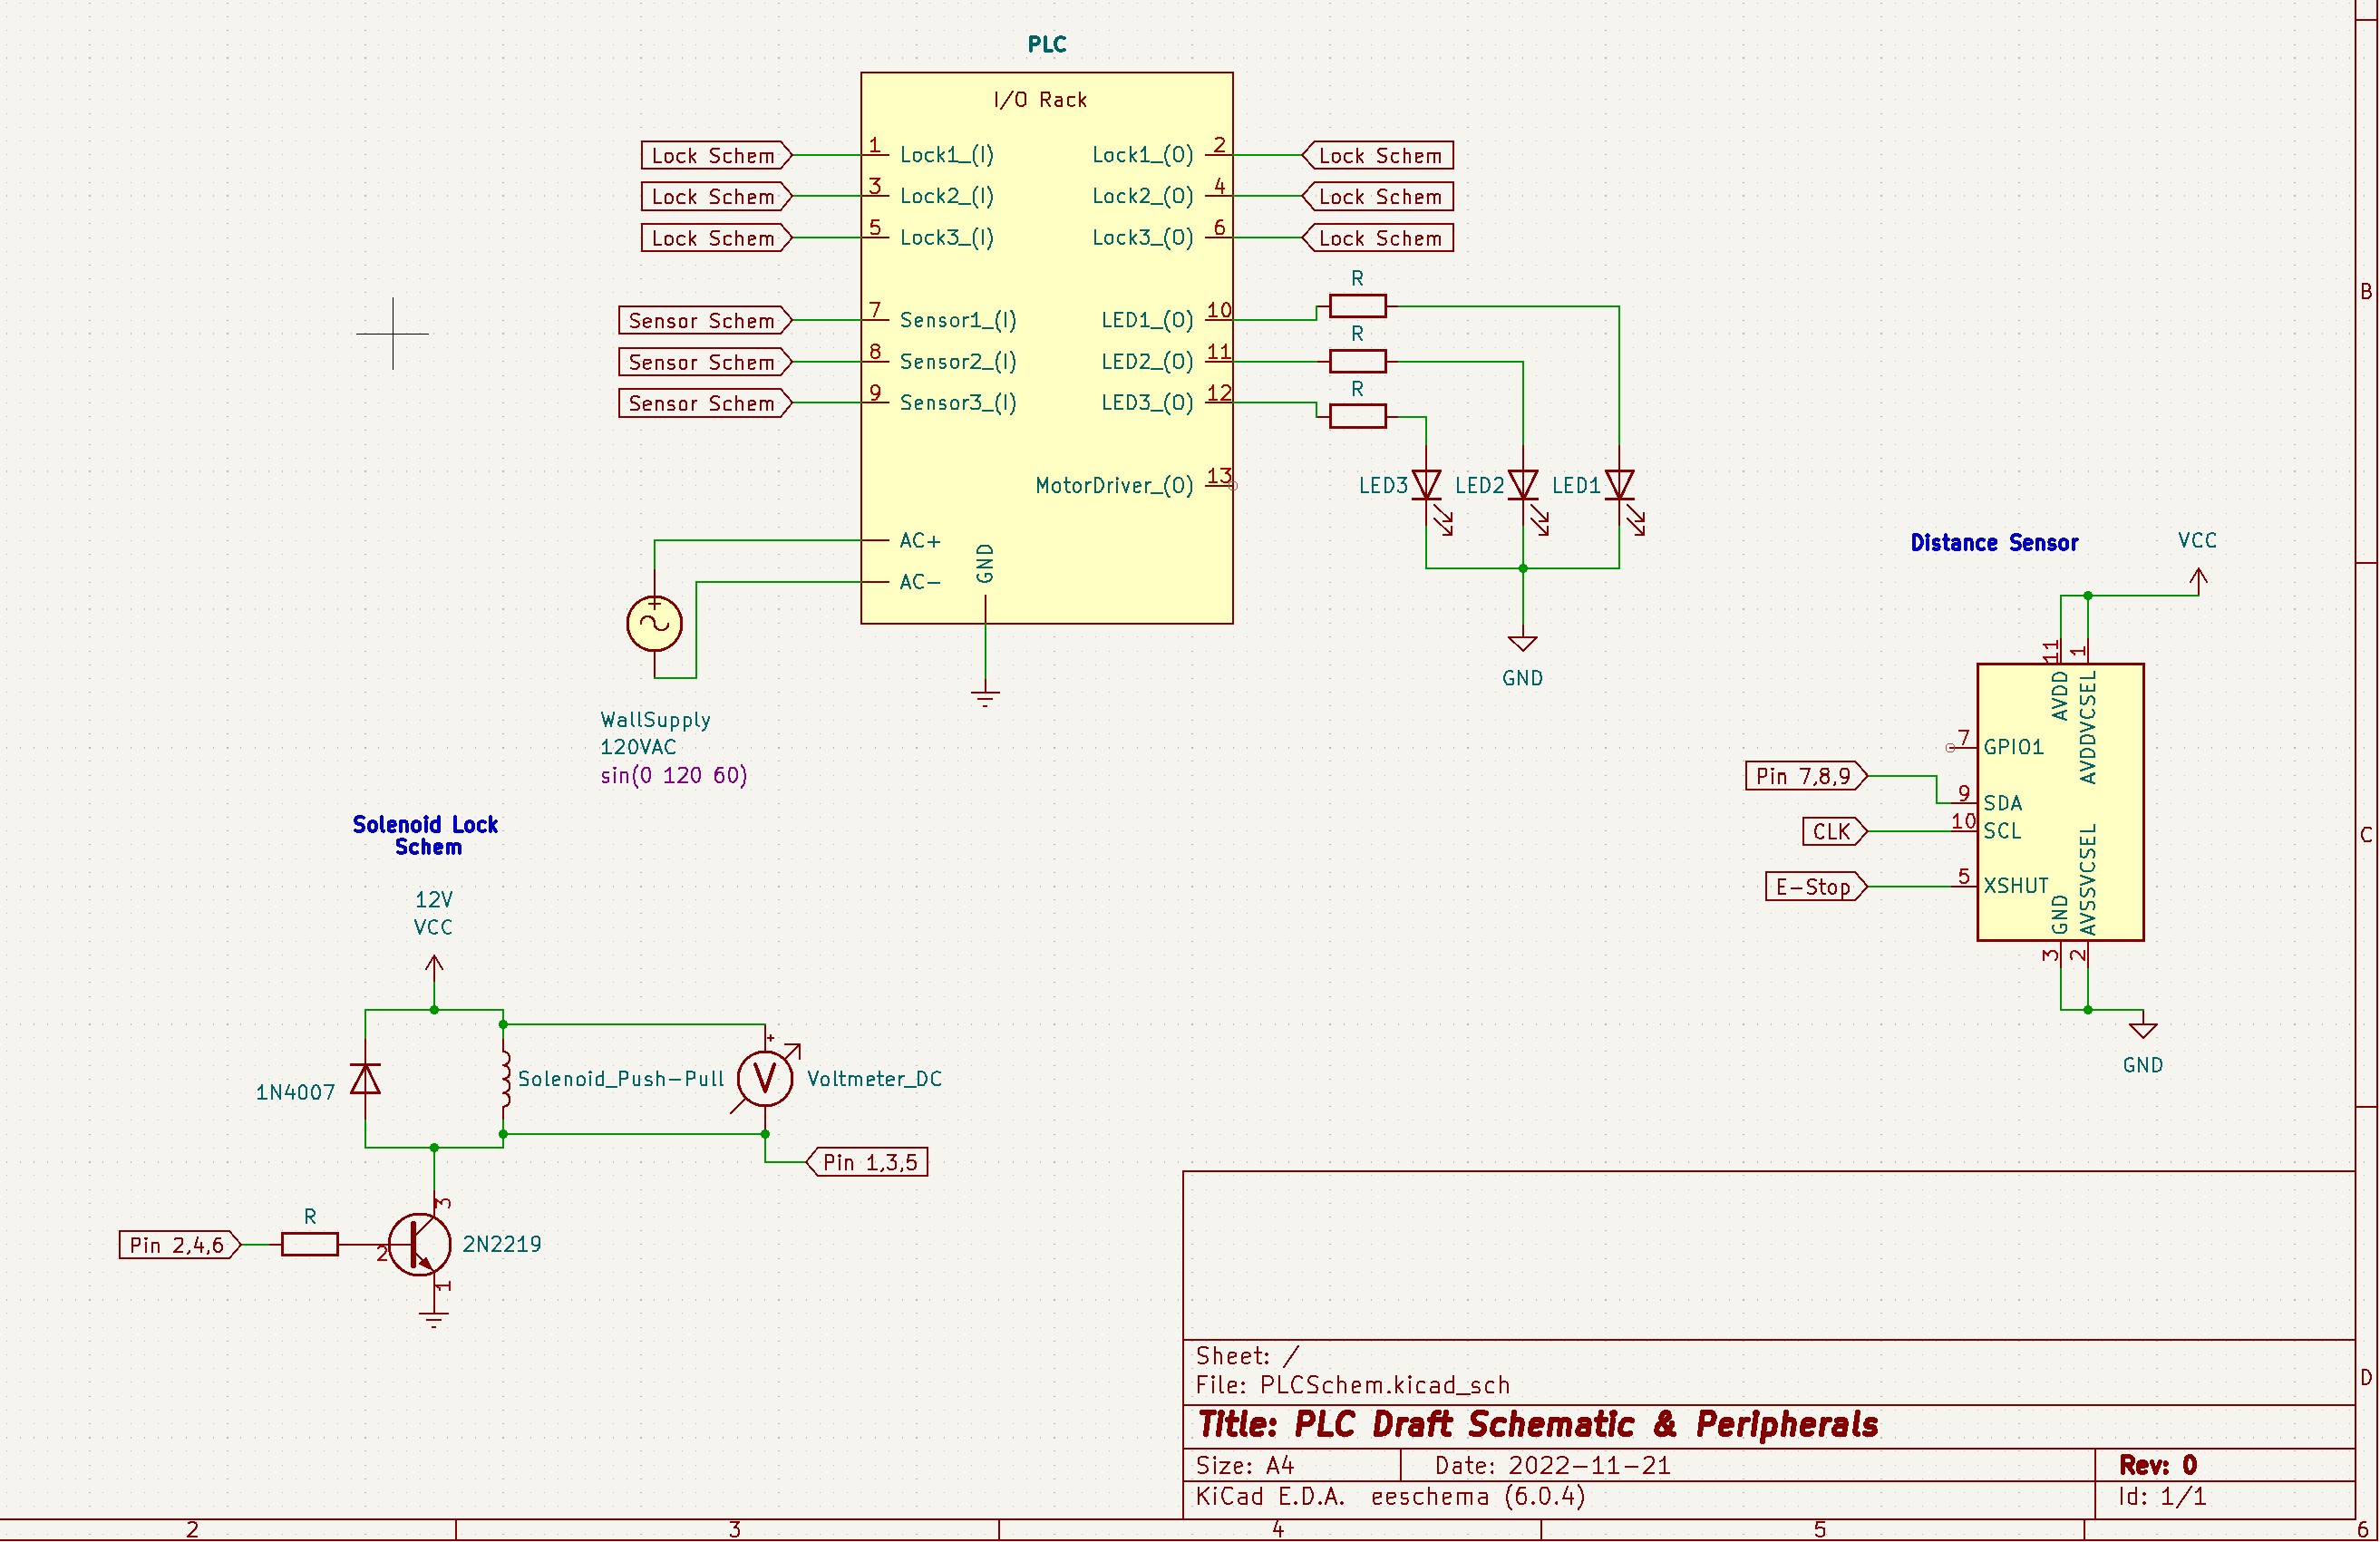 PLC
I/O Rack
Lock Schem
1
Lock1_(I)
Lock1_(O)
2
Lock Schem
Lock Schem
3
Lock2_(I)
Lock2_(O)
4
Lock Schem
Lock Schem
5
Lock3_(I)
Lock3_(O)
6
Lock Schem
R
Sensor Schem
7
Sensor1_(I)
LED1_(O)
10
R
Sensor Schem
8
Sensor2_(I)
LED2_(O)
11
R
Sensor Schem
9
Sensor3_(I)
LED3_(O)
12
MotorDriver_(O)
13
LED3
LED2
LED1
AC+
AC-
GND
GND
WallSupply
120VAC
sin(0 120 60)
Distance Sensor
VCC
11
1
AVDD
AVDDVCSEL
7
GPIO1
Pin 7,8,9
9
SDA
CLK
10
SCL
E-Stop
5
XSHUT
GND
AVSSVCSEL
3
2
GND
Solenoid Lock
Schem
12V
VCC
1N4007
Solenoid_Push-Pull
+
V
Voltmeter_DC
Pin 1,3,5
3
R
Pin 2,4,6
2
2N2219
1
Sheet: /
File: PLCSchem.kicad_sch
Title: PLC Draft Schematic & Peripherals
Size: A4
Date: 2022-11-21
Rev: 0
KiCad E.D.A. eeschema (6.0.4)
Id: 1/1
B
C
D
2
3
4
5
6